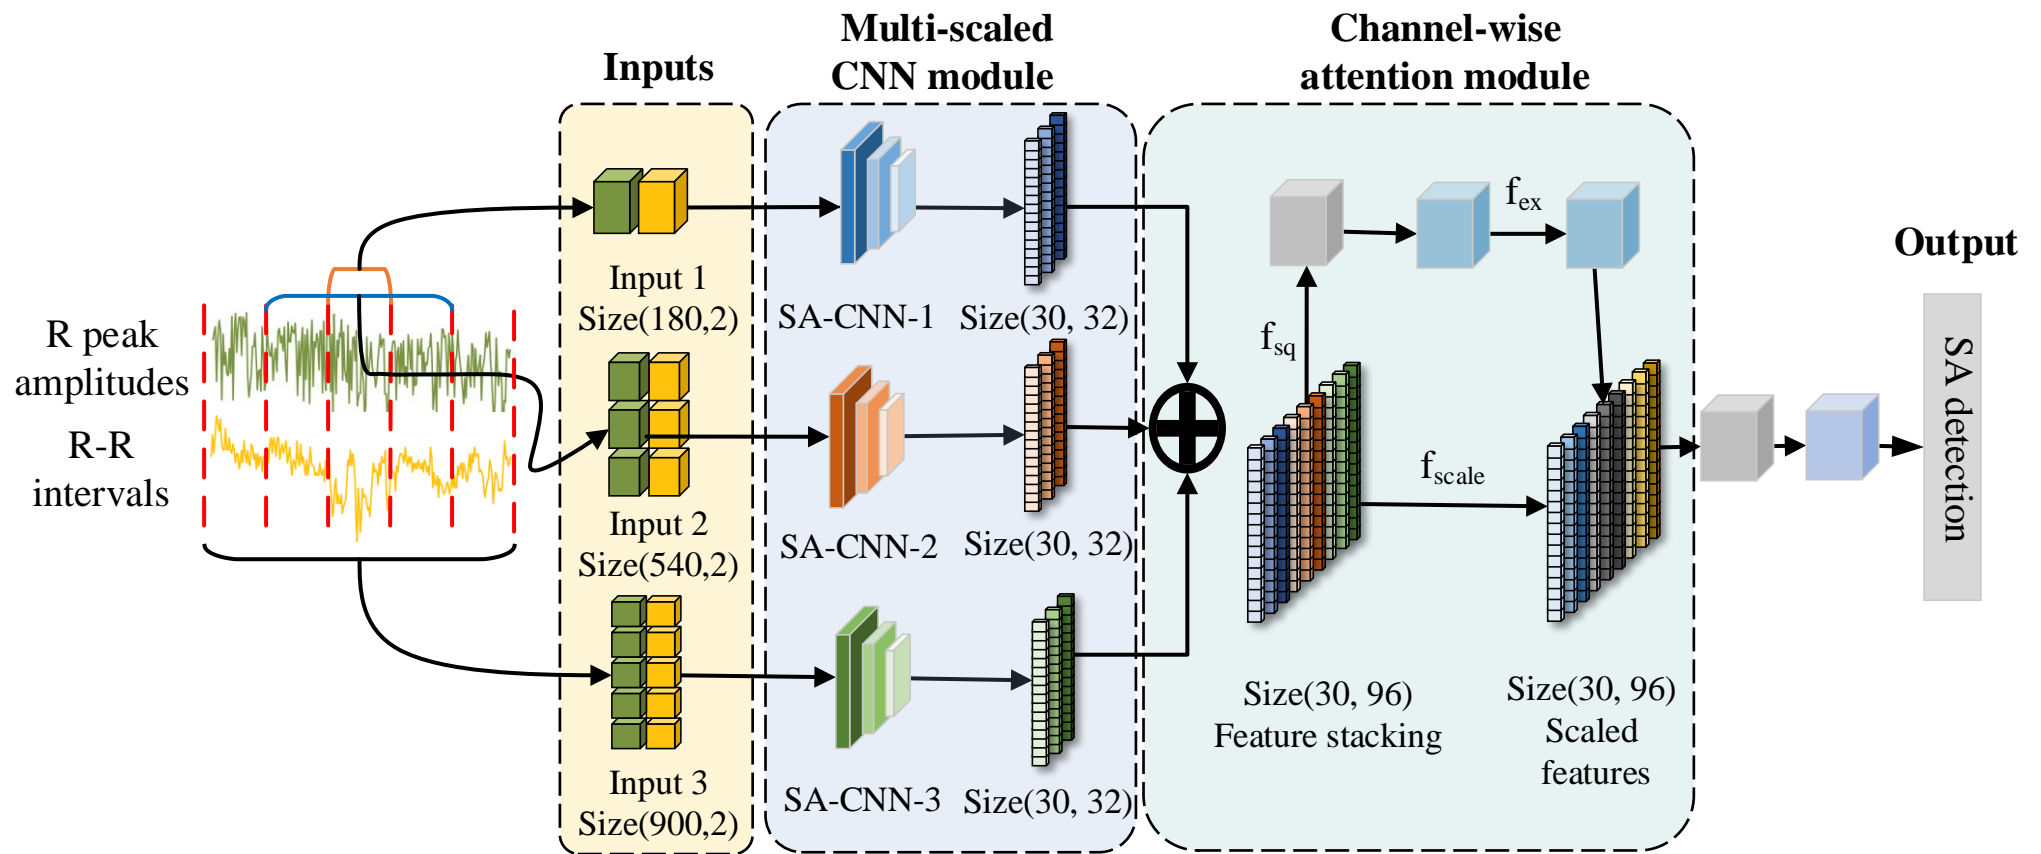 Inputs
Multi-scaled
CNN module
Channel-wise
attention module
Output
R peak
amplitudes
R-R
intervals
Input 1
Size(180,2)
Input 2
Size(540,2)
Input 3
Size(900,2)
SA-CNN-1
Size(30, 32)
SA-CNN-2
Size(30, 32)
SA-CNN-3
Size(30, 32)
fsq
fex
fscale
Size(30, 96)
Feature stacking
Size(30, 96)
Scaled
features
SA detection